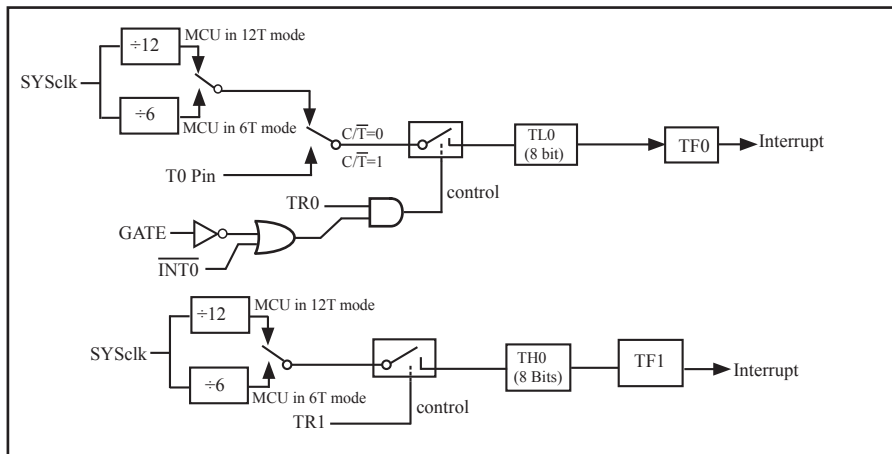 ÷12
MCU in 12T mode
SYSclk
÷6
MCU in 6T mode
C/T̅=0
C/T̅=1
T0 Pin
TL0
(8 bit)
TF0
Interrupt
control
TR0
GATE
I̅N̅T̅0̅
÷12
MCU in 12T mode
SYSclk
÷6
MCU in 6T mode
TH0
(8 Bits)
TF1
Interrupt
control
TR1